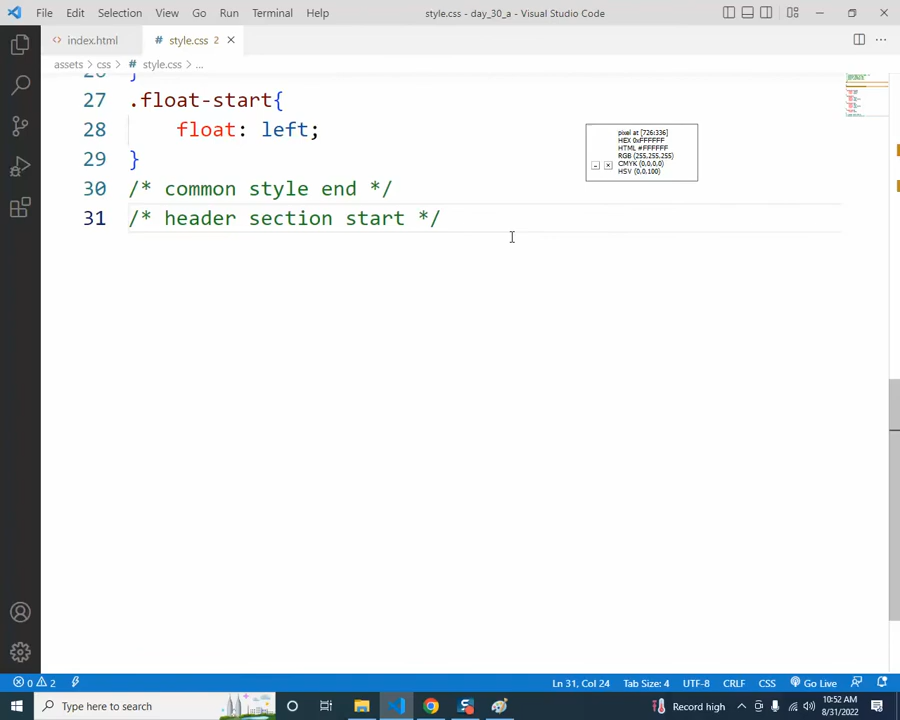 File Edit Selection View Go Run Terminal Help style.css - day_30_a - Visual Studio Code
<> index.html # style.css 2
assets > css > # style.css > ...
27 .float-start{
28 float: left;
29 }
30 /* common style end */
31 /* header section start */
pixel at [726:336]
HEX 0xFFFFFF
HTML #FFFFFF
RGB (255,255,255)
CMYK (0,0,0,0)
HSV (0.0.100)
0 2 Ln 31, Col 24 Tab Size: 4 UTF-8 CRLF CSS Go Live
Type here to search Record high 10:52 AM
8/31/2022